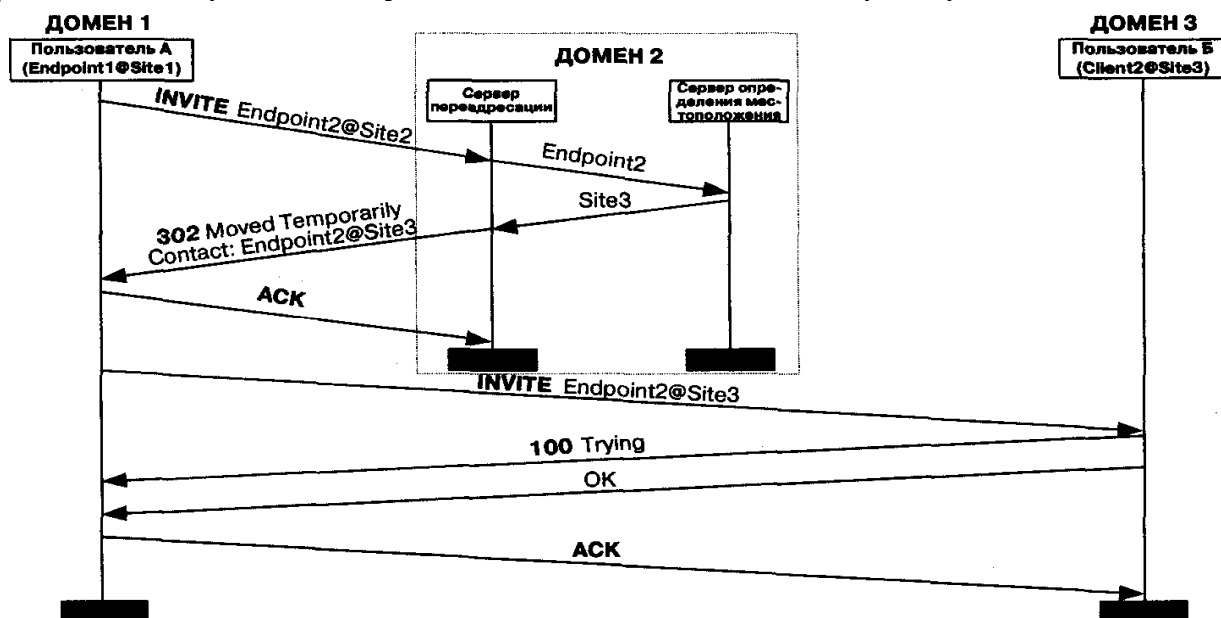 ДОМЕН 1
Пользователь А
(Endpoint1@Site1)
ДОМЕН 2
ДОМЕН 3
Пользователь Б
(Client2@Site3)
Сервер
переадресации
Сервер опре-
деления мес-
тоположения
INVITE Endpoint2@Site2
Endpoint2
Site3
302 Moved Temporarily
Contact: Endpoint2@Site3
ACK
INVITE Endpoint2@Site3
100 Trying
OK
ACK